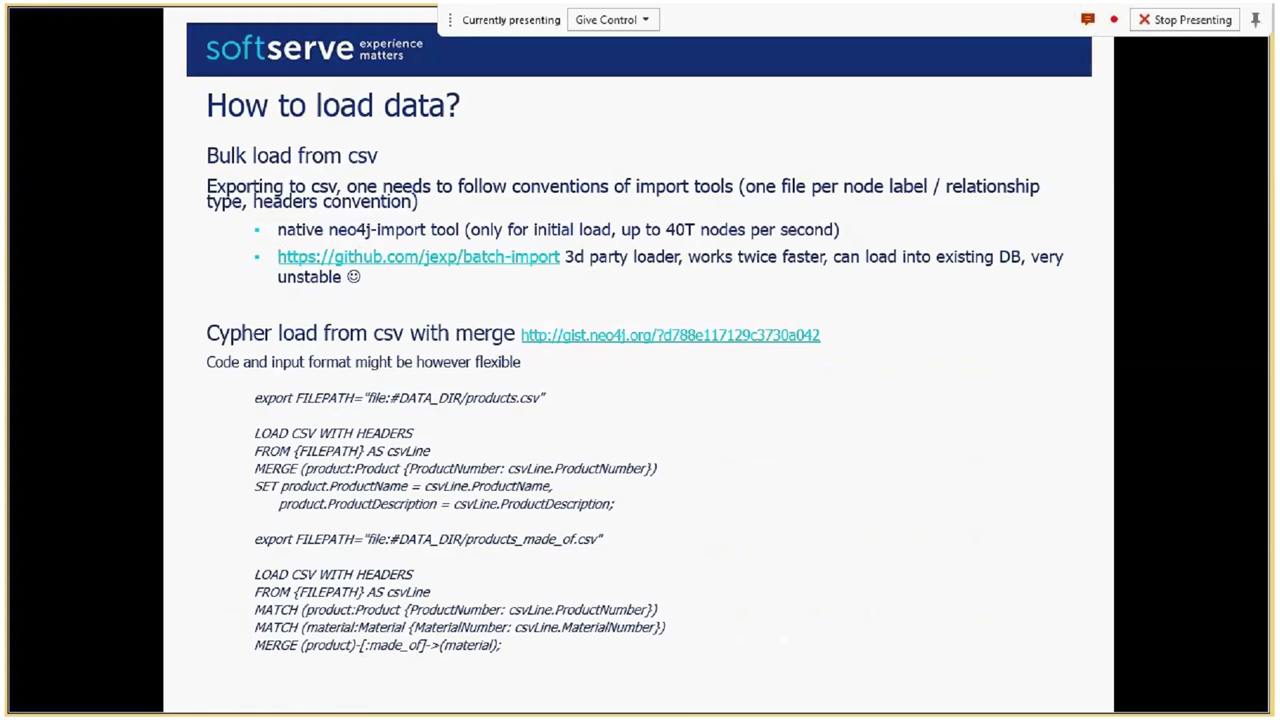 Currently presenting Give Control Stop Presenting
softserve experience matters
How to load data?
Bulk load from csv
Exporting to csv, one needs to follow conventions of import tools (one file per node label / relationship
type, headers convention)
native neo4j-import tool (only for initial load, up to 40T nodes per second)
https://github.com/jexp/batch-import 3d party loader, works twice faster, can load into existing DB, very
unstable ☺
Cypher load from csv with merge http://gist.neo4j.org/?d788e117129c3730a042
Code and input format might be however flexible
export FILEPATH="file:#DATA_DIR/products.csv"
LOAD CSV WITH HEADERS
FROM {FILEPATH} AS csvLine
MERGE (product:Product {ProductNumber: csvLine.ProductNumber})
SET product.ProductName = csvLine.ProductName,
product.ProductDescription = csvLine.ProductDescription;
export FILEPATH="file:#DATA_DIR/products_made_of.csv"
LOAD CSV WITH HEADERS
FROM {FILEPATH} AS csvLine
MATCH (product:Product {ProductNumber: csvLine.ProductNumber})
MATCH (material:Material {MaterialNumber: csvLine.MaterialNumber})
MERGE (product)-[:made_of]->(material);